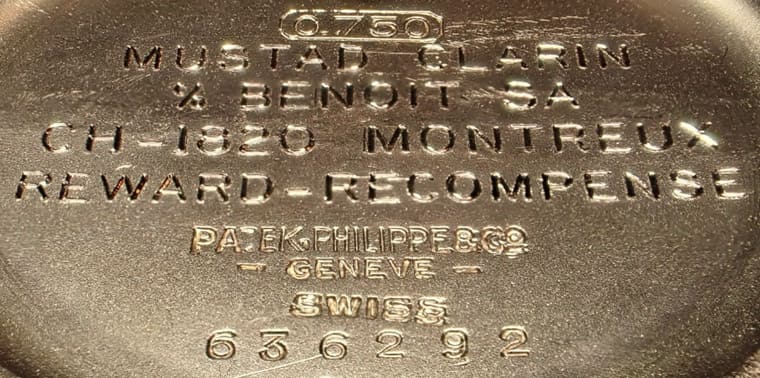 0.750
MUSTAD CLARIN
% BENOIT SA
CH-1820 MONTREUX
REWARD-RECOMPENSE
PATEK.PHILIPPE & Co
- GENEVE -
SWISS
636292